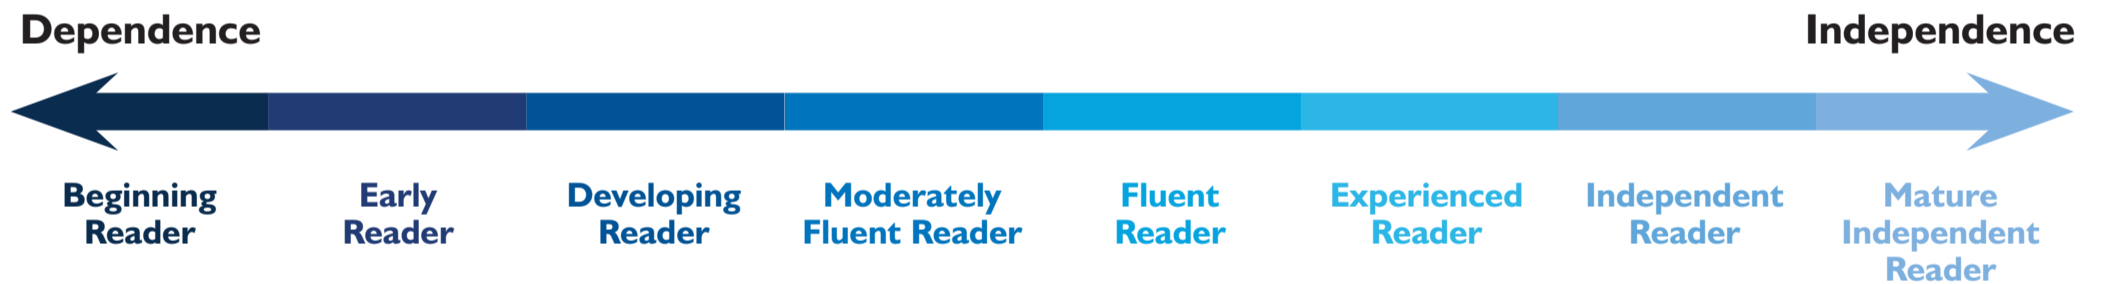 Dependence
Independence
Beginning
Reader
Early
Reader
Developing
Reader
Moderately
Fluent Reader
Fluent
Reader
Experienced
Reader
Independent
Reader
Mature
Independent
Reader